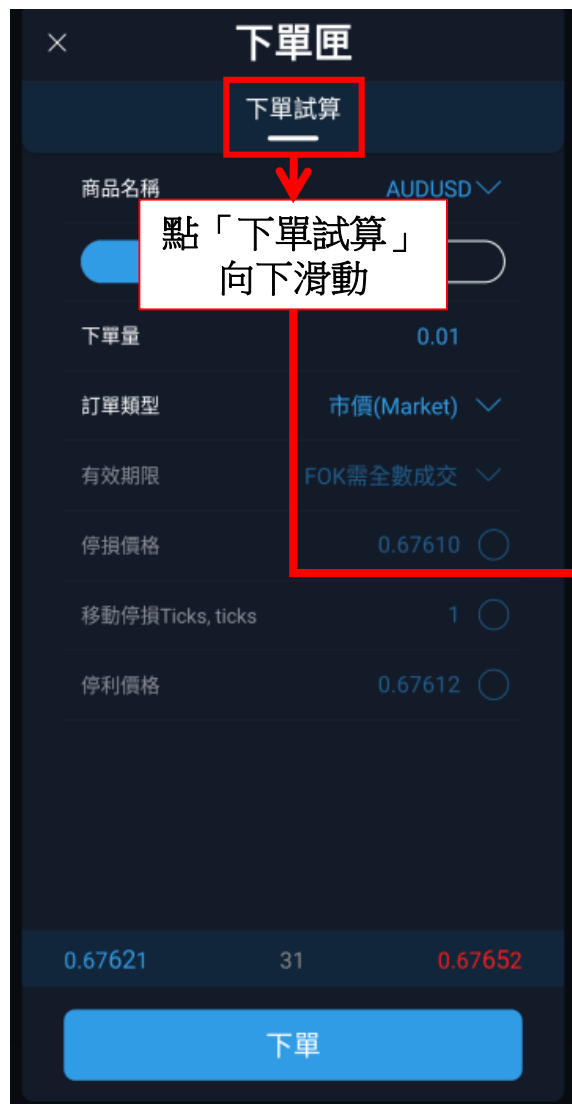 下單匣
下單試算
商品名稱 AUDUSD
點「下單試算」
向下滑動
下單量 0.01
訂單類型 市價(Market)
有效期限 FOK需全數成交
停損價格 0.67610
移動停損Ticks, ticks 1
停利價格 0.67612
0.67621 31 0.67652
下單